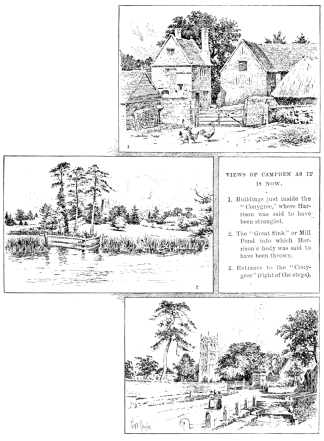 1
2
VIEWS OF CAMPDEN AS IT
IS NOW.
1. Buildings just inside the
"Conygree," where Har-
rison was said to have
been strangled.
2. The "Great Sink" or Mill
Pond into which Har-
rison's body was said to
have been thrown.
3. Entrance to the "Cony-
gree" (right of the steps).